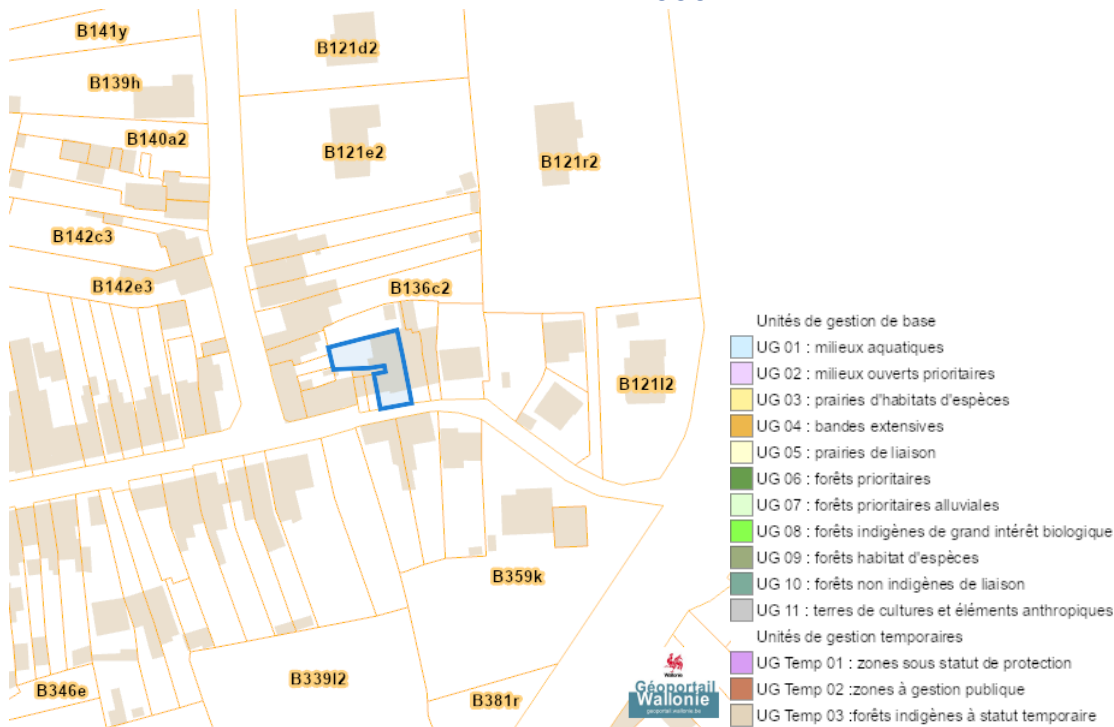 B141y
B121d2
B139h
B140a2
B121e2
B121r2
B142c3
B142e3
B136c2
B121l2
B359k
B339l2
B346e
B381r
Wallonie
Géoportail
Wallonie
geoportail.wallonie.be
Unités de gestion de base
UG 01 : milieux aquatiques
UG 02 : milieux ouverts prioritaires
UG 03 : prairies d'habitats d'espèces
UG 04 : bandes extensives
UG 05 : prairies de liaison
UG 06 : forêts prioritaires
UG 07 : forêts prioritaires alluviales
UG 08 : forêts indigènes de grand intérêt biologique
UG 09 : forêts habitat d'espèces
UG 10 : forêts non indigènes de liaison
UG 11 : terres de cultures et éléments anthropiques
Unités de gestion temporaires
UG Temp 01 : zones sous statut de protection
UG Temp 02 :zones à gestion publique
UG Temp 03 :forêts indigènes à statut temporaire